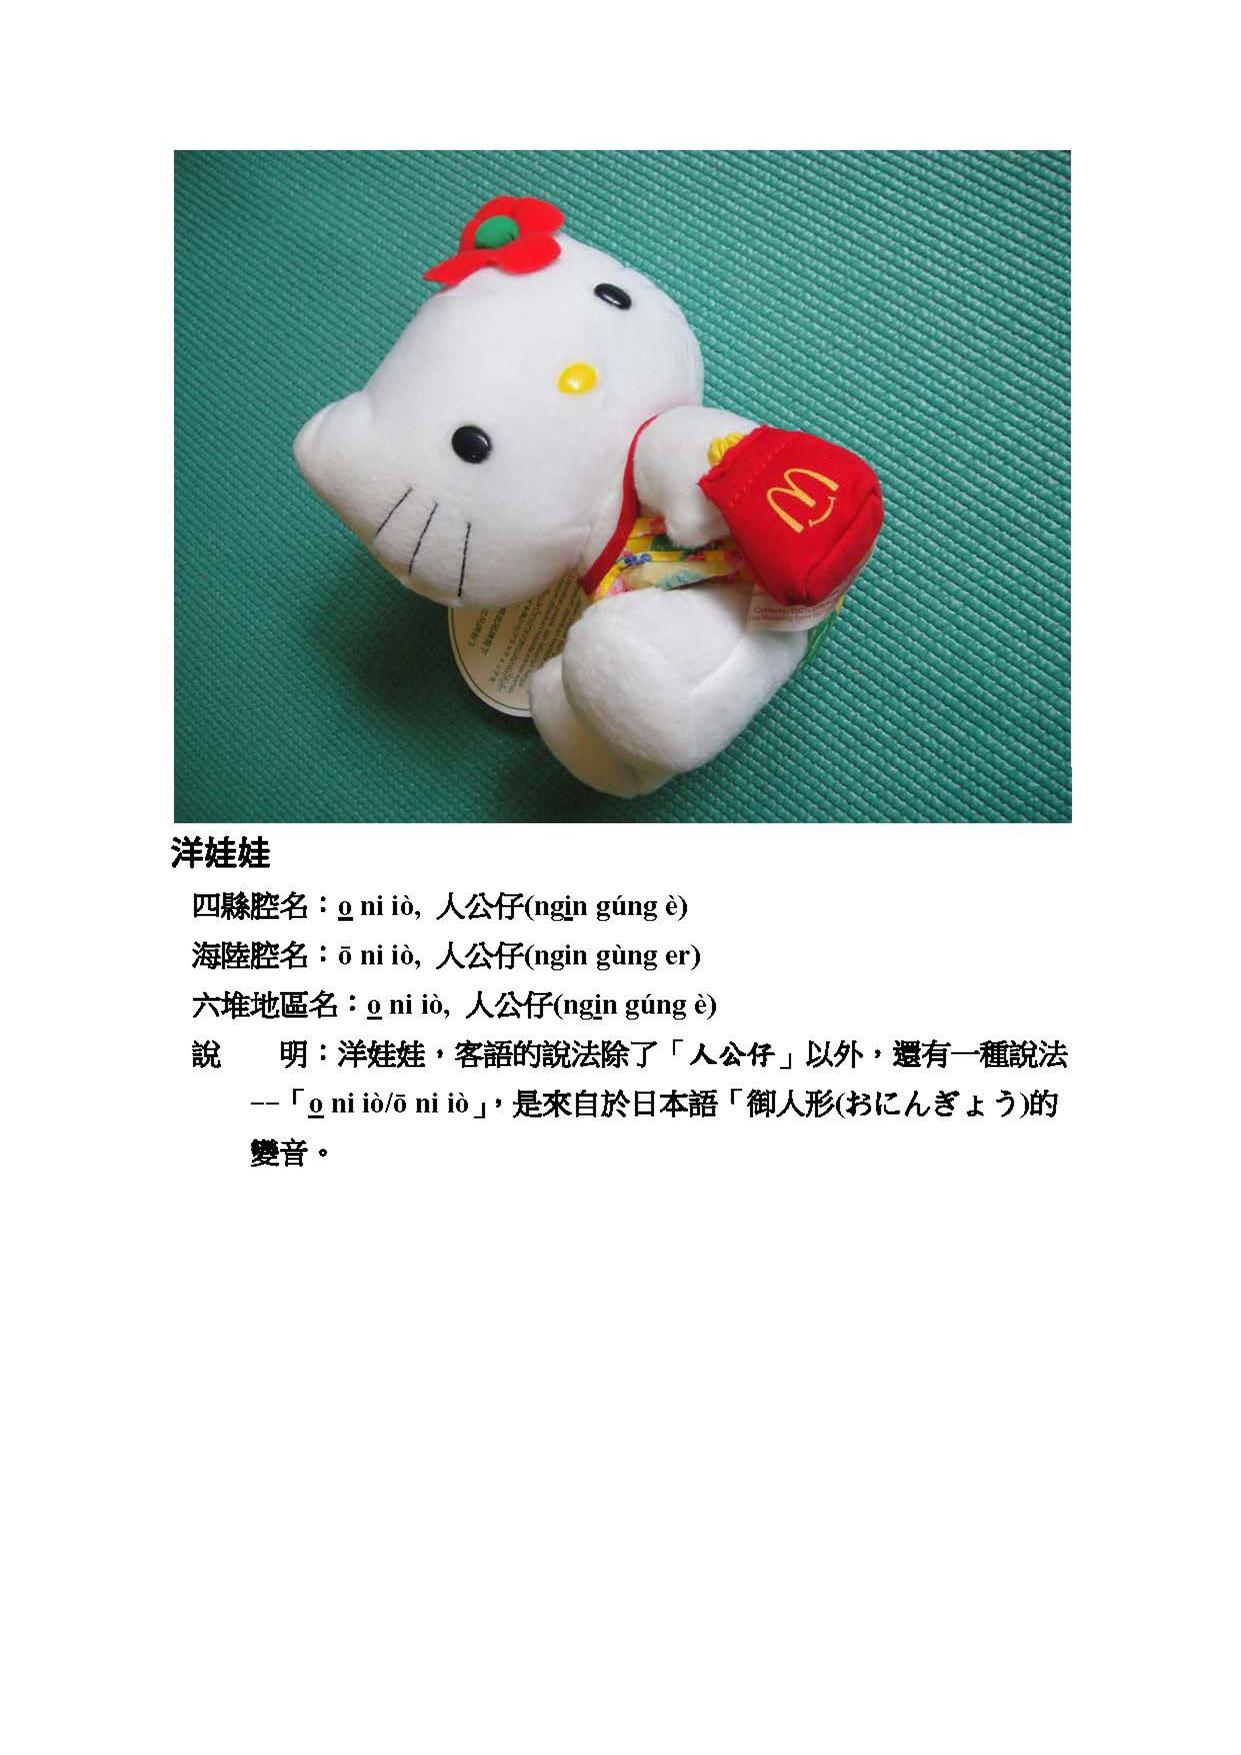 洋娃娃
四縣腔名：o ni iò, 人公仔(ngin gúng è)
海陸腔名：ō ni iò, 人公仔(ngin gùng er)
六堆地區名：o ni iò, 人公仔(ngin gúng è)
說　　明：洋娃娃，客語的說法除了「人公仔」以外，還有一種說法
--「o ni iò/ō ni iò」，是來自於日本語「御人形(おにんぎょう)的
變音。